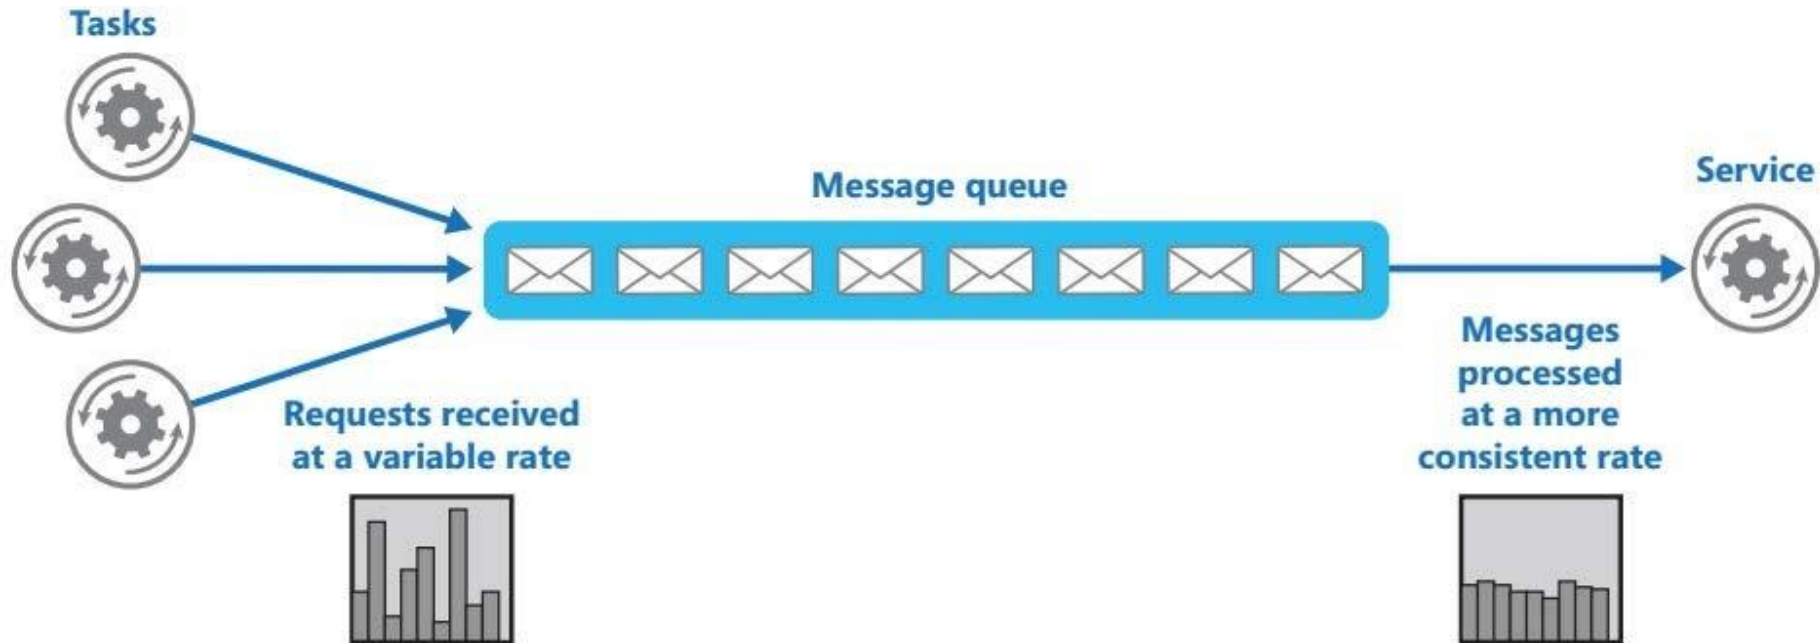 Tasks
Message queue
Service
Requests received
at a variable rate
Messages
processed
at a more
consistent rate